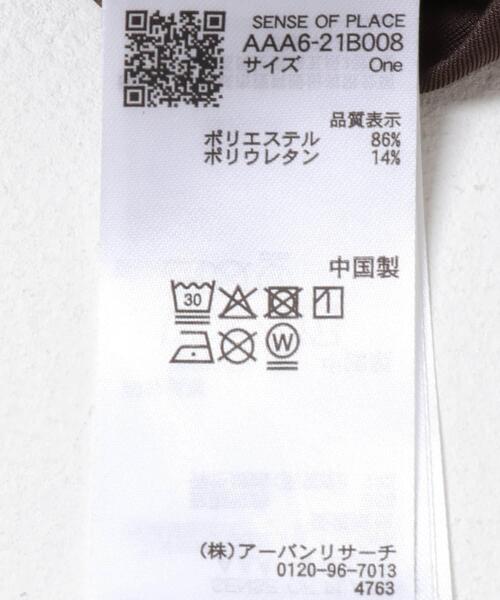 SENSE OF PLACE
AAA6-21B008
サイズ One
品質表示
ポリエステル 86%
ポリウレタン 14%
中国製
30
W
(株)アーバンリサーチ
0120-96-7013
4763